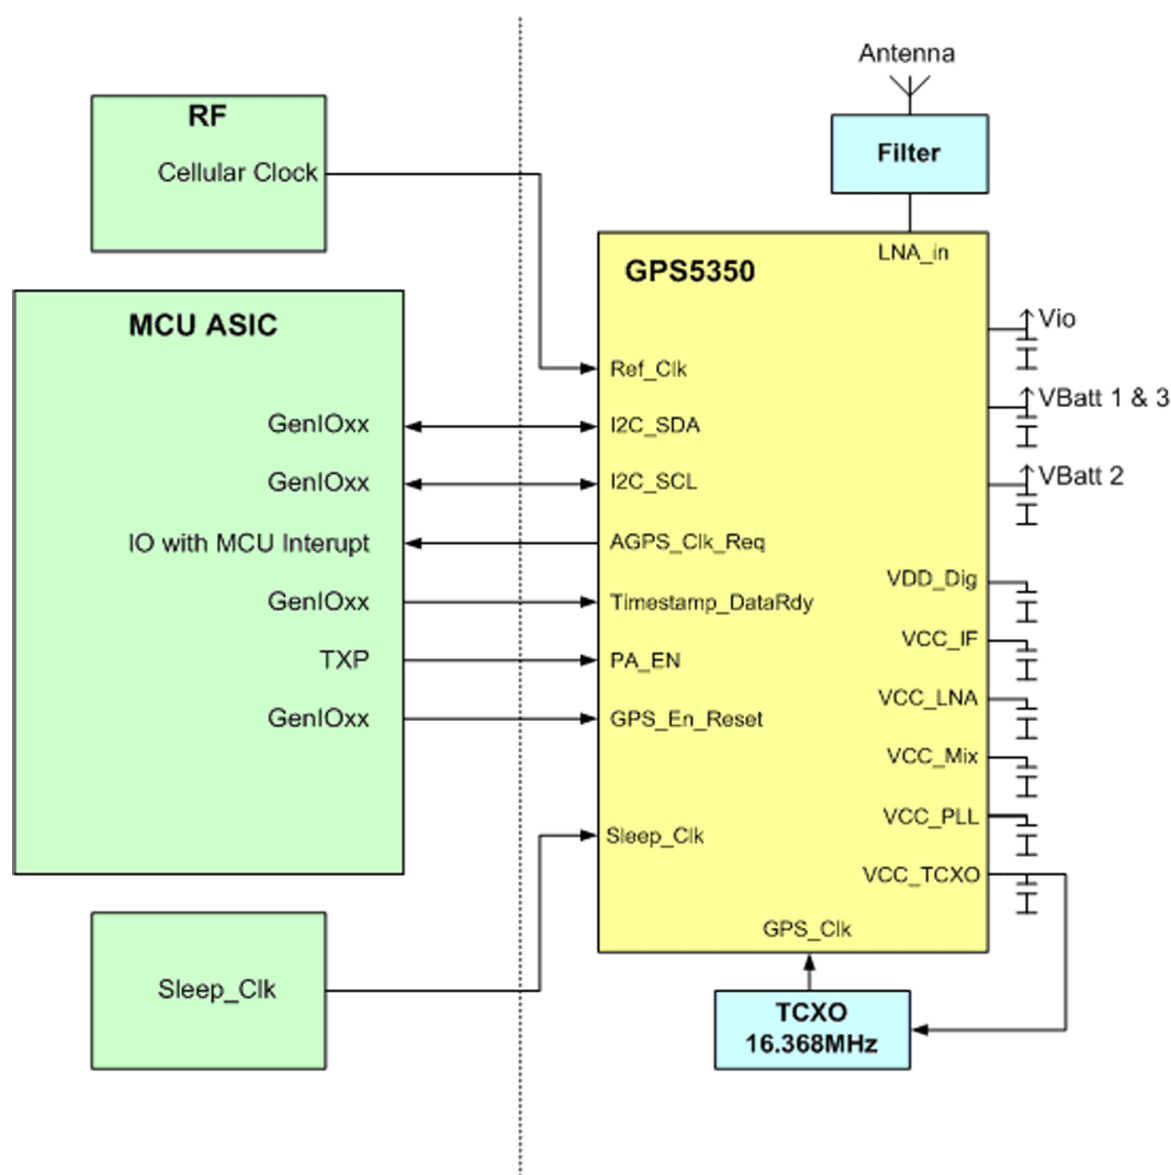 Antenna
Filter
RF
Cellular Clock
MCU ASIC
GenIOxx
GenIOxx
IO with MCU Interupt
GenIOxx
TXP
GenIOxx
Sleep_Clk
GPS5350
LNA_in
Ref_Clk
I2C_SDA
I2C_SCL
AGPS_Clk_Req
Timestamp_DataRdy
PA_EN
GPS_En_Reset
Sleep_Clk
Vio
VBatt 1 & 3
VBatt 2
VDD_Dig
VCC_IF
VCC_LNA
VCC_Mix
VCC_PLL
VCC_TCXO
GPS_Clk
TCXO
16.368MHz